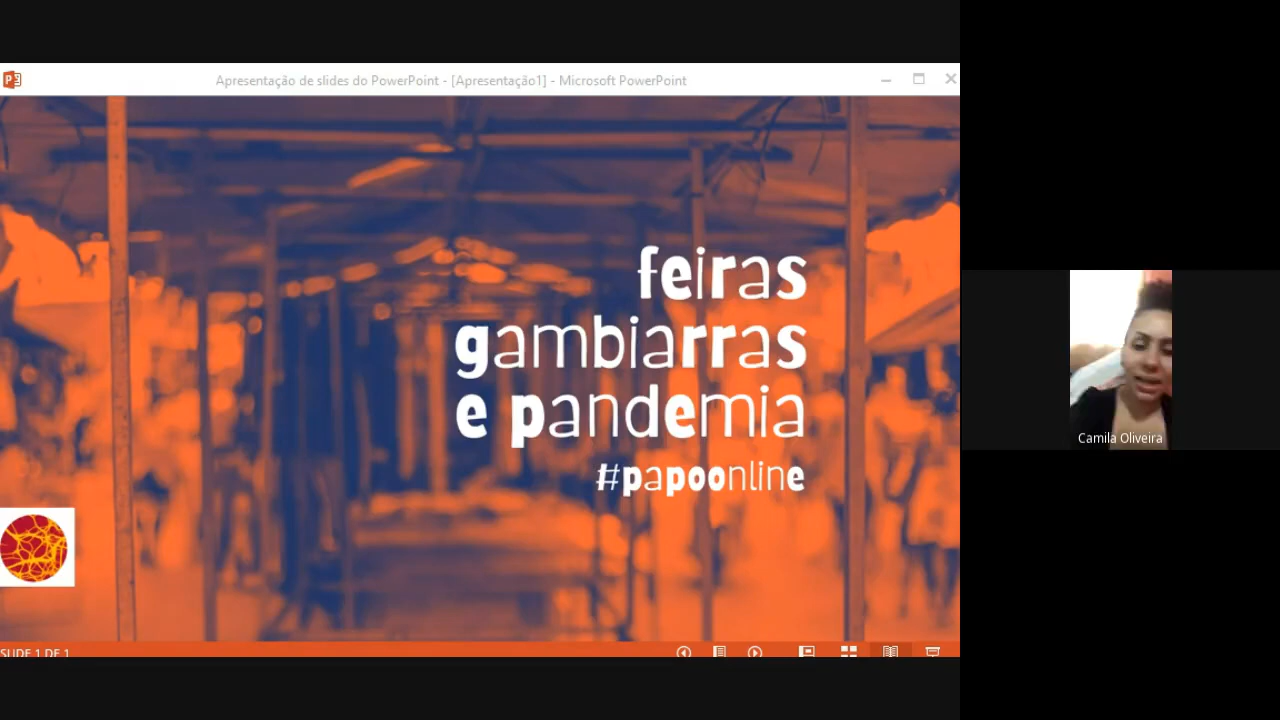 Apresentação de slides do PowerPoint - [Apresentação1] - Microsoft PowerPoint
feiras
gambiarras
e pandemia
#papoonline
SLIDE 1 DE 1
Camila Oliveira